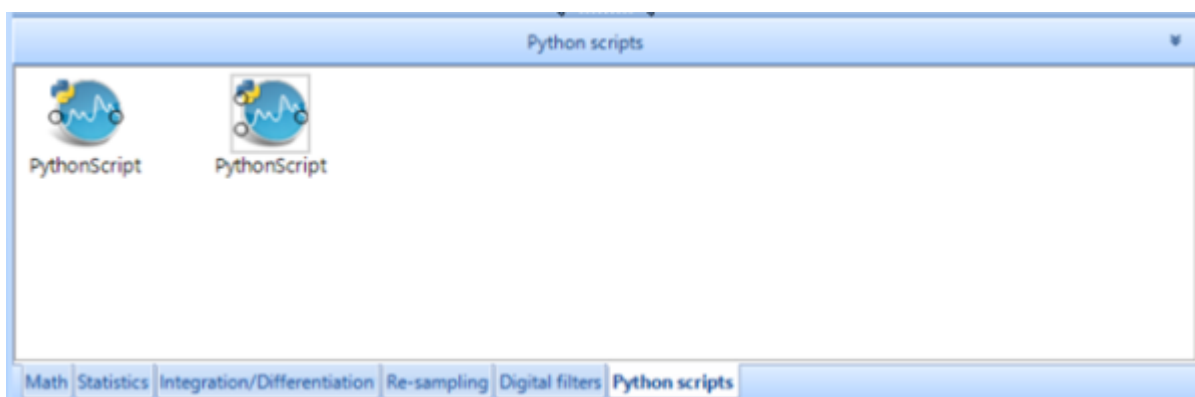 Python scripts
PythonScript PythonScript
Math Statistics Integration/Differentiation Re-sampling Digital filters Python scripts